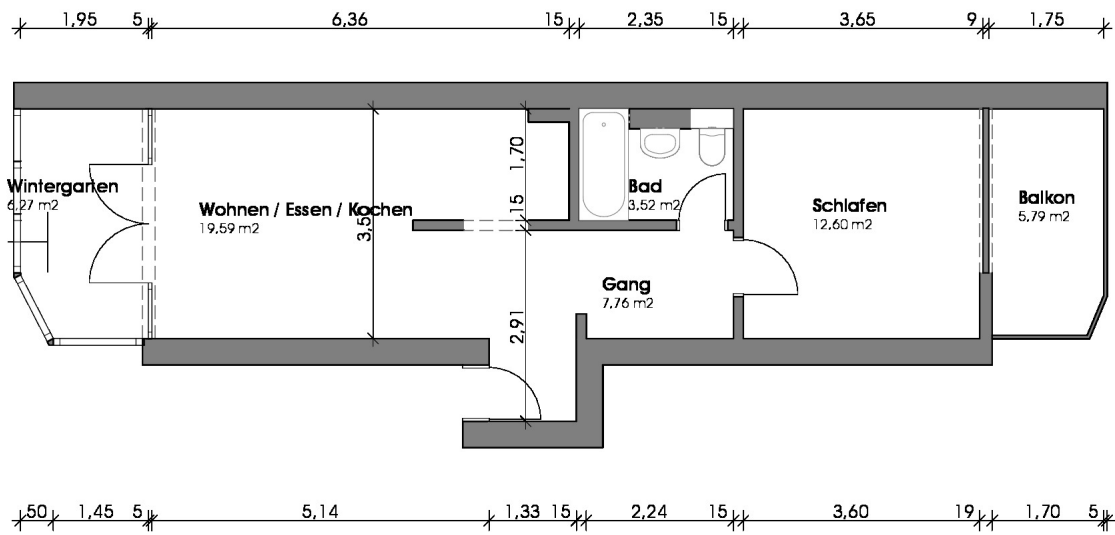 1,95 5 6,36 15 2,35 15 3,65 9 1,75
1,70
Wintergarten
6,27 m2
Bad
3,52 m2
15
Wohnen / Essen / Kochen
19,59 m2
Schlafen
12,60 m2
Balkon
5,79 m2
Gang
7,76 m2
2,91
50 1,45 5 5,14 1,33 15 2,24 15 3,60 19 1,70 5